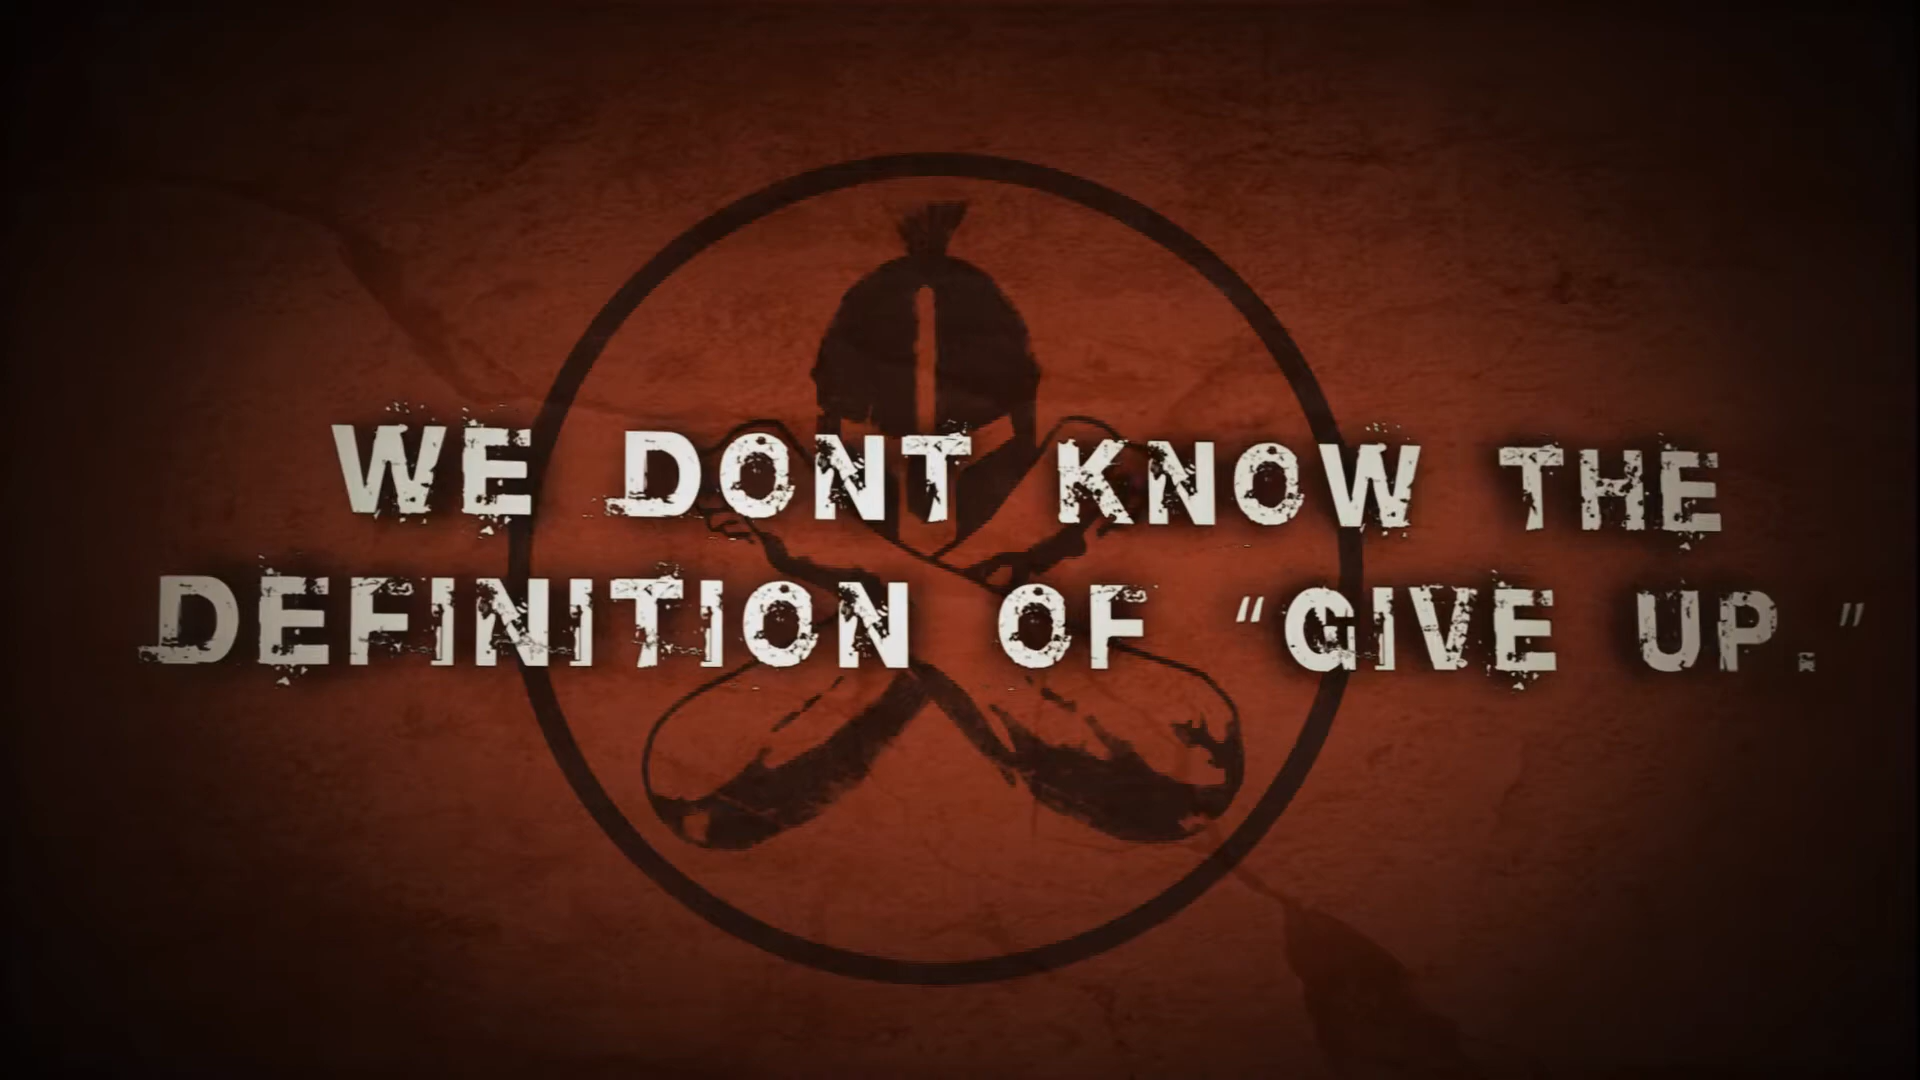 WE DONT KNOW THE
DEFINITION OF “GIVE UP.”